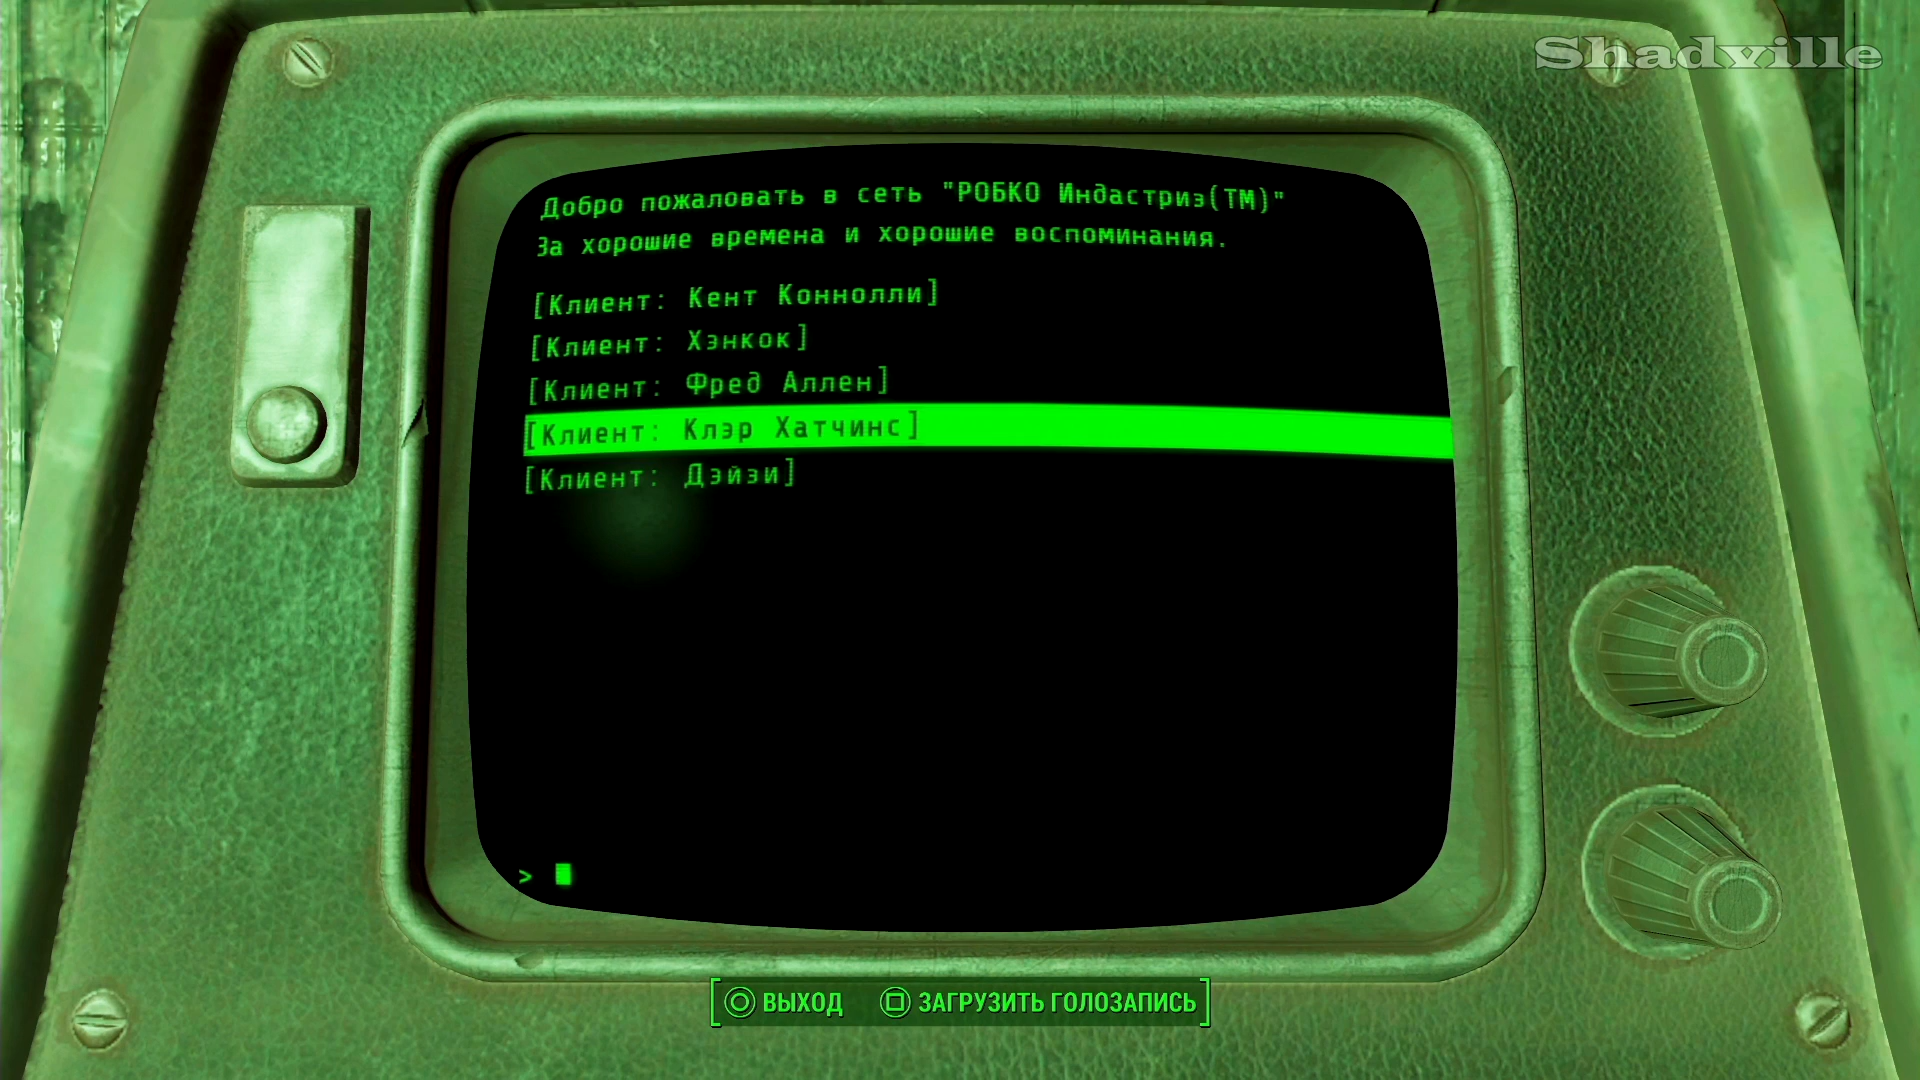 Shadville
Добро пожаловать в сеть "РОБКО Индастриз(ТМ)"
За хорошие времена и хорошие воспоминания.
[Клиент: Кент Коннолли]
[Клиент: Хэнкок]
[Клиент: Фред Аллен]
[Клиент: Клэр Хатчинс]
[Клиент: Дэйзи]
>
ВЫХОД ЗАГРУЗИТЬ ГОЛОЗАПИСЬ